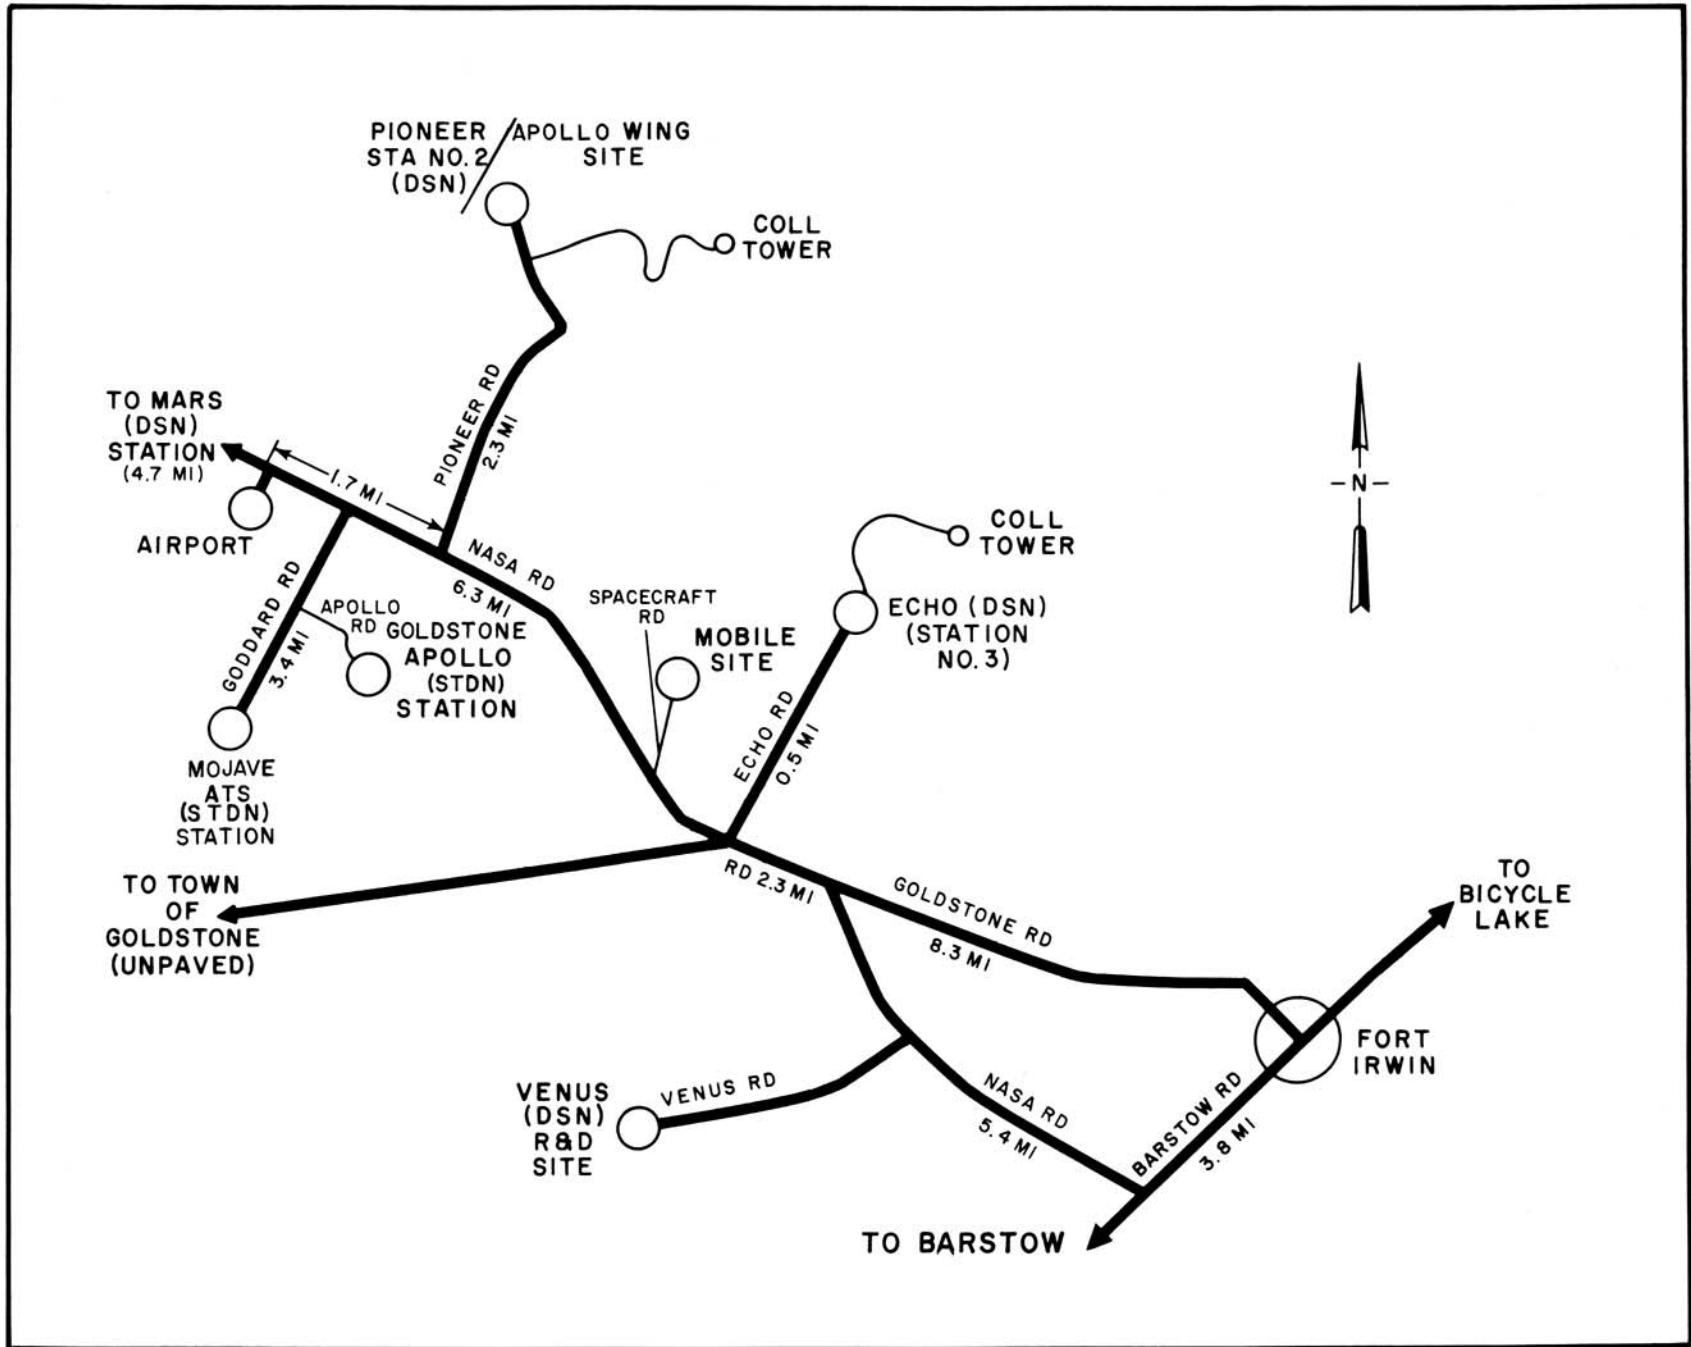 PIONEER
STA NO. 2
(DSN)
APOLLO WING
SITE
COLL
TOWER
TO MARS
(DSN)
STATION
(4.7 MI)
1.7 MI
PIONEER RD
2.3 MI
AIRPORT
NASA RD
6.3 MI
GODDARD RD
3.4 MI
APOLLO
RD
GOLDSTONE
APOLLO
(STDN)
STATION
MOJAVE
ATS
(STDN)
STATION
SPACECRAFT
RD
MOBILE
SITE
COLL
TOWER
ECHO (DSN)
(STATION
NO. 3)
ECHO RD
0.5 MI
N
TO TOWN
OF
GOLDSTONE
(UNPAVED)
RD 2.3 MI
GOLDSTONE RD
8.3 MI
TO
BICYCLE
LAKE
FORT
IRWIN
VENUS
(DSN)
R&D
SITE
VENUS RD
NASA RD
5.4 MI
BARSTOW RD
3.8 MI
TO BARSTOW